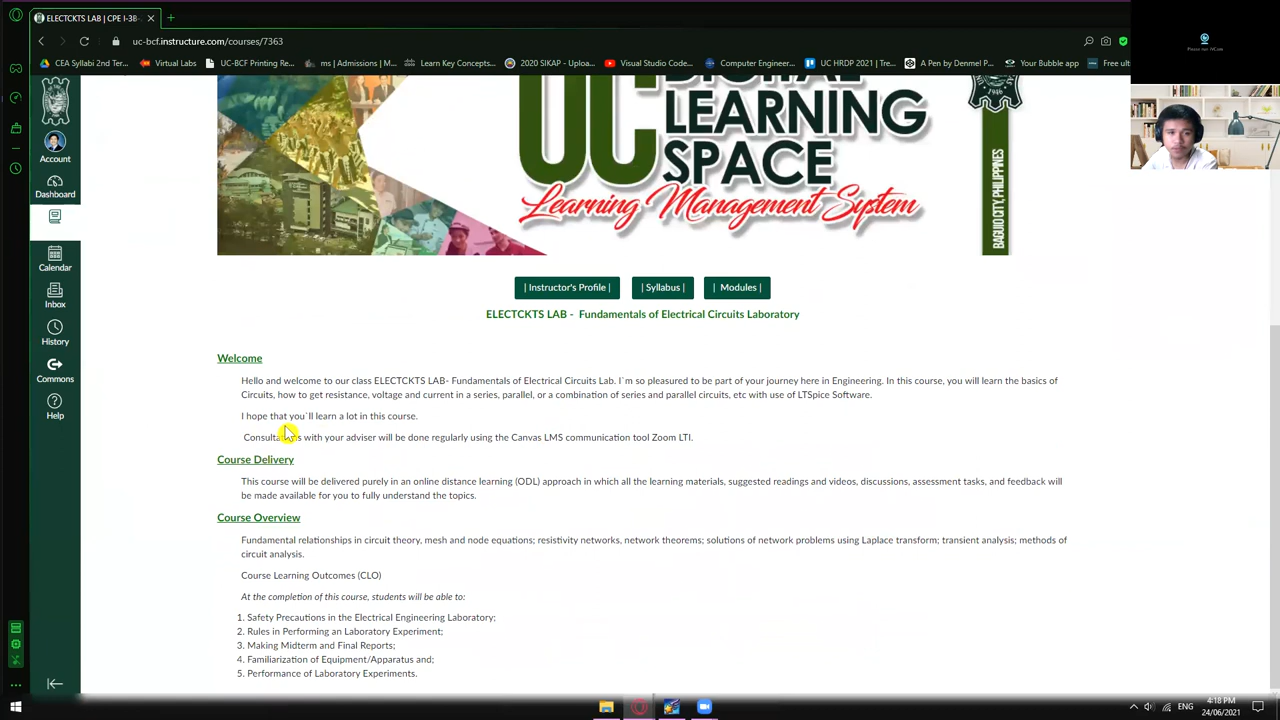 ELECTCKTS LAB | CPE I-3B
uc-bcf.instructure.com/courses/7363
CEA Syllabi 2nd Ter... Virtual Labs UC-BCF Printing Re... ms | Admissions | M... Learn Key Concepts... 2020 SIKAP - Uploa... Visual Studio Code... Computer Engineer... UC HRDP 2021 | Tre... A Pen by Denmel P... Your Bubble app Free ult
UC DIGITAL
LEARNING
SPACE
Learning Management System
1946
BAGUIO CITY, PHILIPPINES
Account
Dashboard
Calendar
Inbox
History
Commons
Help
| Instructor's Profile | | Syllabus | | Modules |
ELECTCKTS LAB - Fundamentals of Electrical Circuits Laboratory
Welcome
Hello and welcome to our class ELECTCKTS LAB- Fundamentals of Electrical Circuits Lab. I`m so pleasured to be part of your journey here in Engineering. In this course, you will learn the basics of
Circuits, how to get resistance, voltage and current in a series, parallel, or a combination of series and parallel circuits, etc with use of LTSpice Software.
I hope that you`ll learn a lot in this course.
with your adviser will be done regularly using the Canvas LMS communication tool Zoom LTI.
Course Delivery
This course will be delivered purely in an online distance learning (ODL) approach in which all the learning materials, suggested readings and videos, discussions, assessment tasks, and feedback will
be made available for you to fully understand the topics.
Course Overview
Fundamental relationships in circuit theory, mesh and node equations; resistivity networks, network theorems; solutions of network problems using Laplace transform; transient analysis; methods of
circuit analysis.
Course Learning Outcomes (CLO)
At the completion of this course, students will be able to:
1. Safety Precautions in the Electrical Engineering Laboratory;
2. Rules in Performing an Laboratory Experiment;
3. Making Midterm and Final Reports;
4. Familiarization of Equipment/Apparatus and;
5. Performance of Laboratory Experiments.
ENG
4:18 PM
24/06/2021